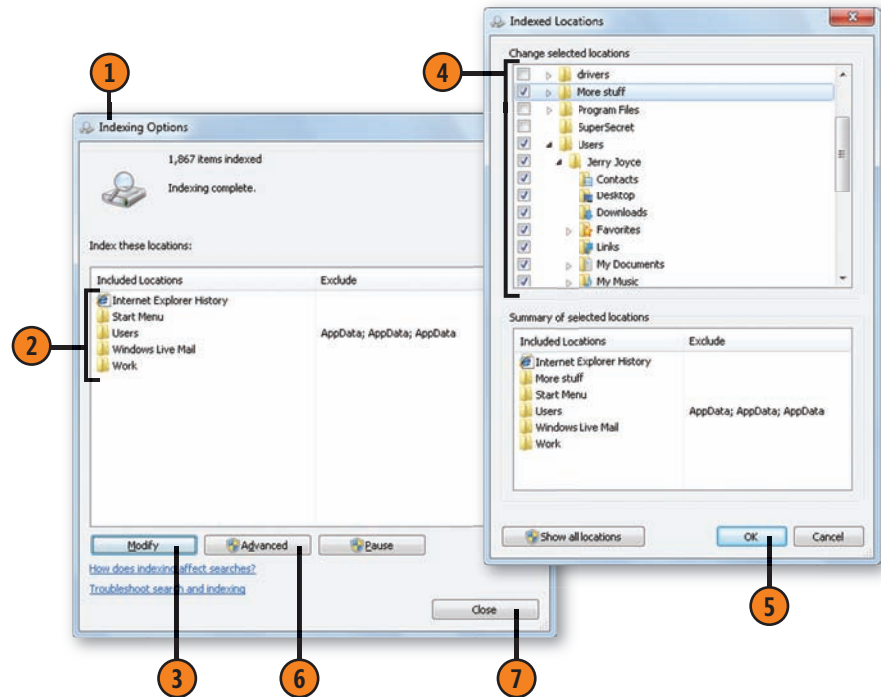 1
Indexing Options
1,867 items indexed
Indexing complete.
Index these locations:
Included Locations Exclude
Internet Explorer History
Start Menu
Users AppData; AppData; AppData
Windows Live Mail
Work
2
Modify Advanced Pause
How does indexing affect searches?
Troubleshoot search and indexing
Close
3
6
7
Indexed Locations
Change selected locations
4
drivers
More stuff
Program Files
SuperSecret
Users
Jerry Joyce
Contacts
Desktop
Downloads
Favorites
Links
My Documents
My Music
Summary of selected locations
Included Locations Exclude
Internet Explorer History
More stuff
Start Menu
Users AppData; AppData; AppData
Windows Live Mail
Work
Show all locations OK Cancel
5